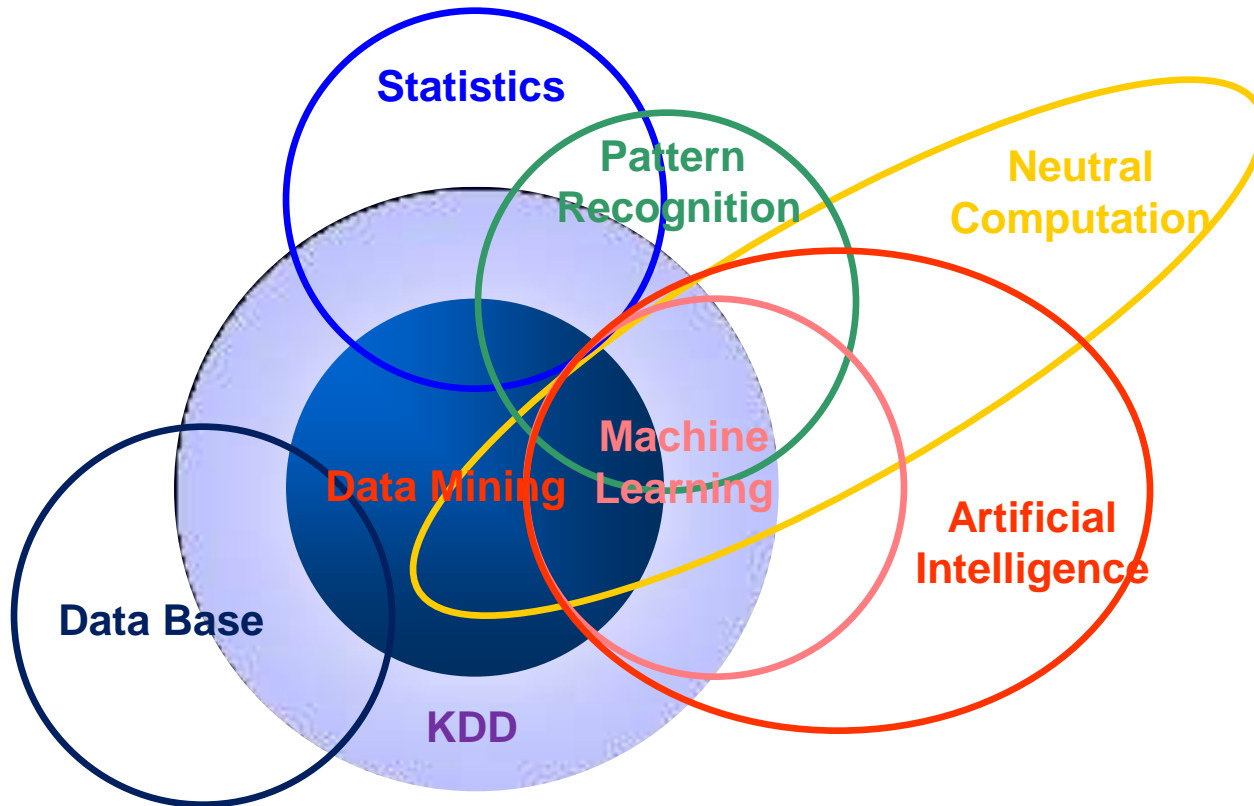 Statistics
Pattern
Recognition
Neutral
Computation
Machine
Learning
Data Mining
Artificial
Intelligence
Data Base
KDD